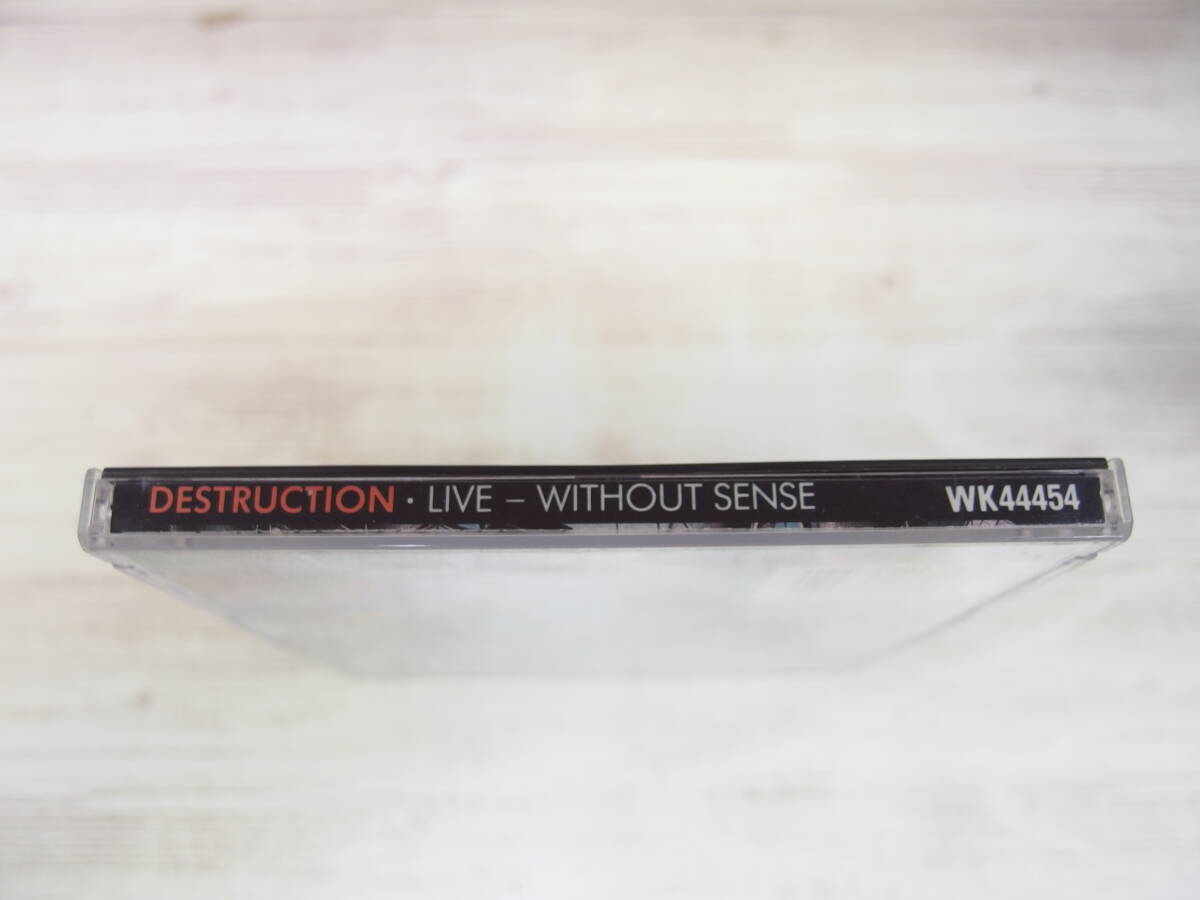 DESTRUCTION · LIVE – WITHOUT SENSE WK44454